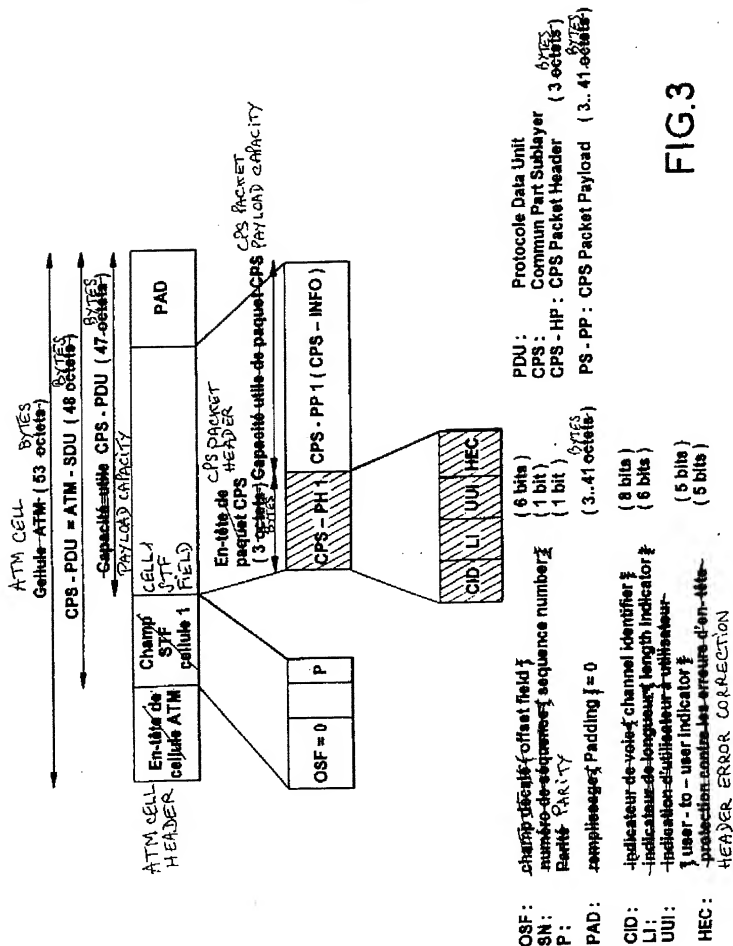 ATM CELL BYTES
Cellule ATM ( 53 octets )
BYTES
CPS - PDU = ATM - SDU ( 48 octets )
BYTES
Capacité utile CPS - PDU ( 47 octets )
PAYLOAD CAPACITY
ATM CELL HEADER
En-tête de cellule ATM
Champ STF cellule 1
CELL 1 STF FIELD
PAD
OSF = 0
P
CPS PACKET HEADER
En-tête de paquet CPS
( 3 octets )
BYTES
CPS PACKET PAYLOAD CAPACITY
Capacité utile de paquet CPS
CPS - PH 1
CPS - PP 1 ( CPS - INFO )
CID LI UUI HEC
OSF : champ décalé ( offset field ) ( 6 bits )
SN : numéro de séquence ( sequence number ) ( 1 bit )
P : Parité PARITY ( 1 bit )
BYTES
PAD : remplissage ( Padding ) = 0 ( 3.. 41 octets )
CID : indicateur de voie ( channel identifier ) ( 8 bits )
LI : indicateur de longueur ( length indicator ) ( 6 bits )
UUI : indication d'utilisateur à utilisateur
( user - to - user indicator ) ( 5 bits )
HEC : protection contre les erreurs d'en-tête ( 5 bits )
HEADER ERROR CORRECTION
PDU : Protocole Data Unit
CPS : Commun Part Sublayer
BYTES
CPS - HP : CPS Packet Header ( 3 octets )
BYTES
PS - PP : CPS Packet Payload ( 3.. 41 octets )
FIG.3